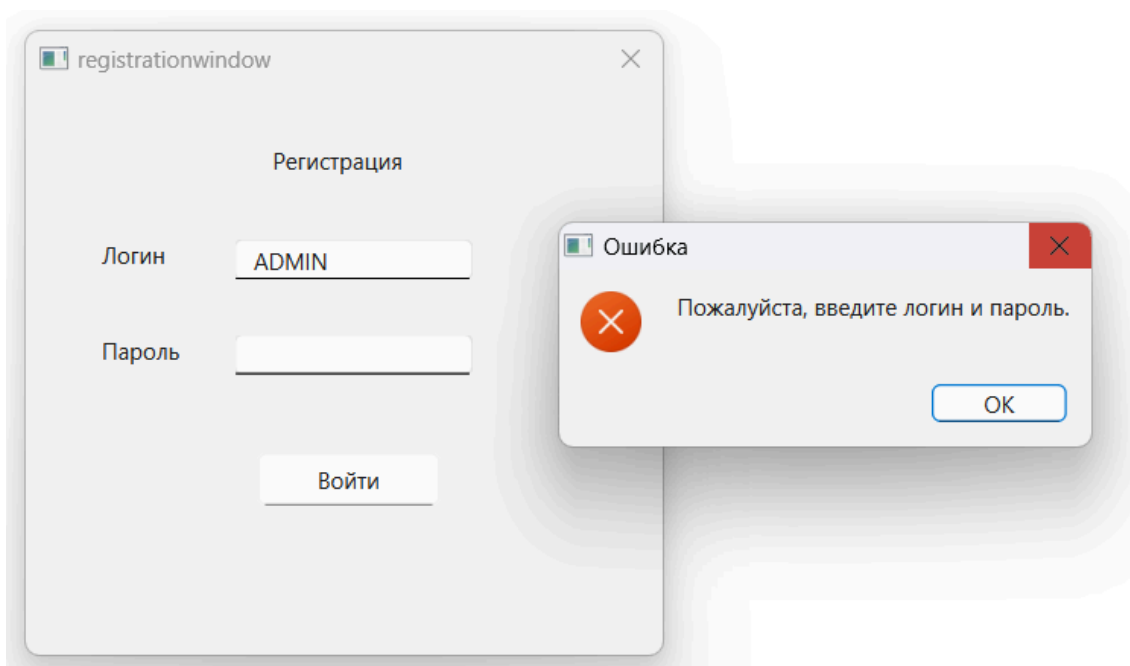 registrationwindow
Регистрация
Логин
ADMIN
Пароль
Войти
Ошибка
Пожалуйста, введите логин и пароль.
OK